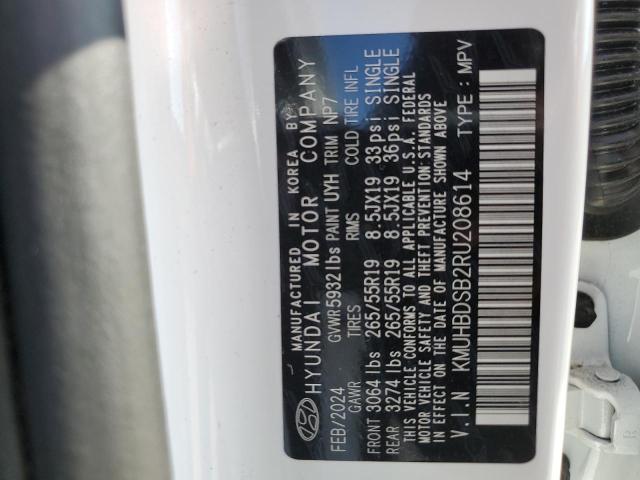 MANUFACTURED IN KOREA BY
HYUNDAI MOTOR COMPANY
FEB/2024 GVWR 5932 lbs PAINT UYH TRIM NP7
GAWR TIRES RIMS COLD TIRE INFL
FRONT 3064 lbs 265/55R19 8.5JX19 33psi SINGLE
REAR 3274 lbs 265/55R19 8.5JX19 36psi SINGLE
THIS VEHICLE CONFORMS TO ALL APPLICABLE U.S.A. FEDERAL
MOTOR VEHICLE SAFETY AND THEFT PREVENTION STANDARDS
IN EFFECT ON THE DATE OF MANUFACTURE SHOWN ABOVE
V.I.N KMUHBDSB2RU208614 TYPE : MPV